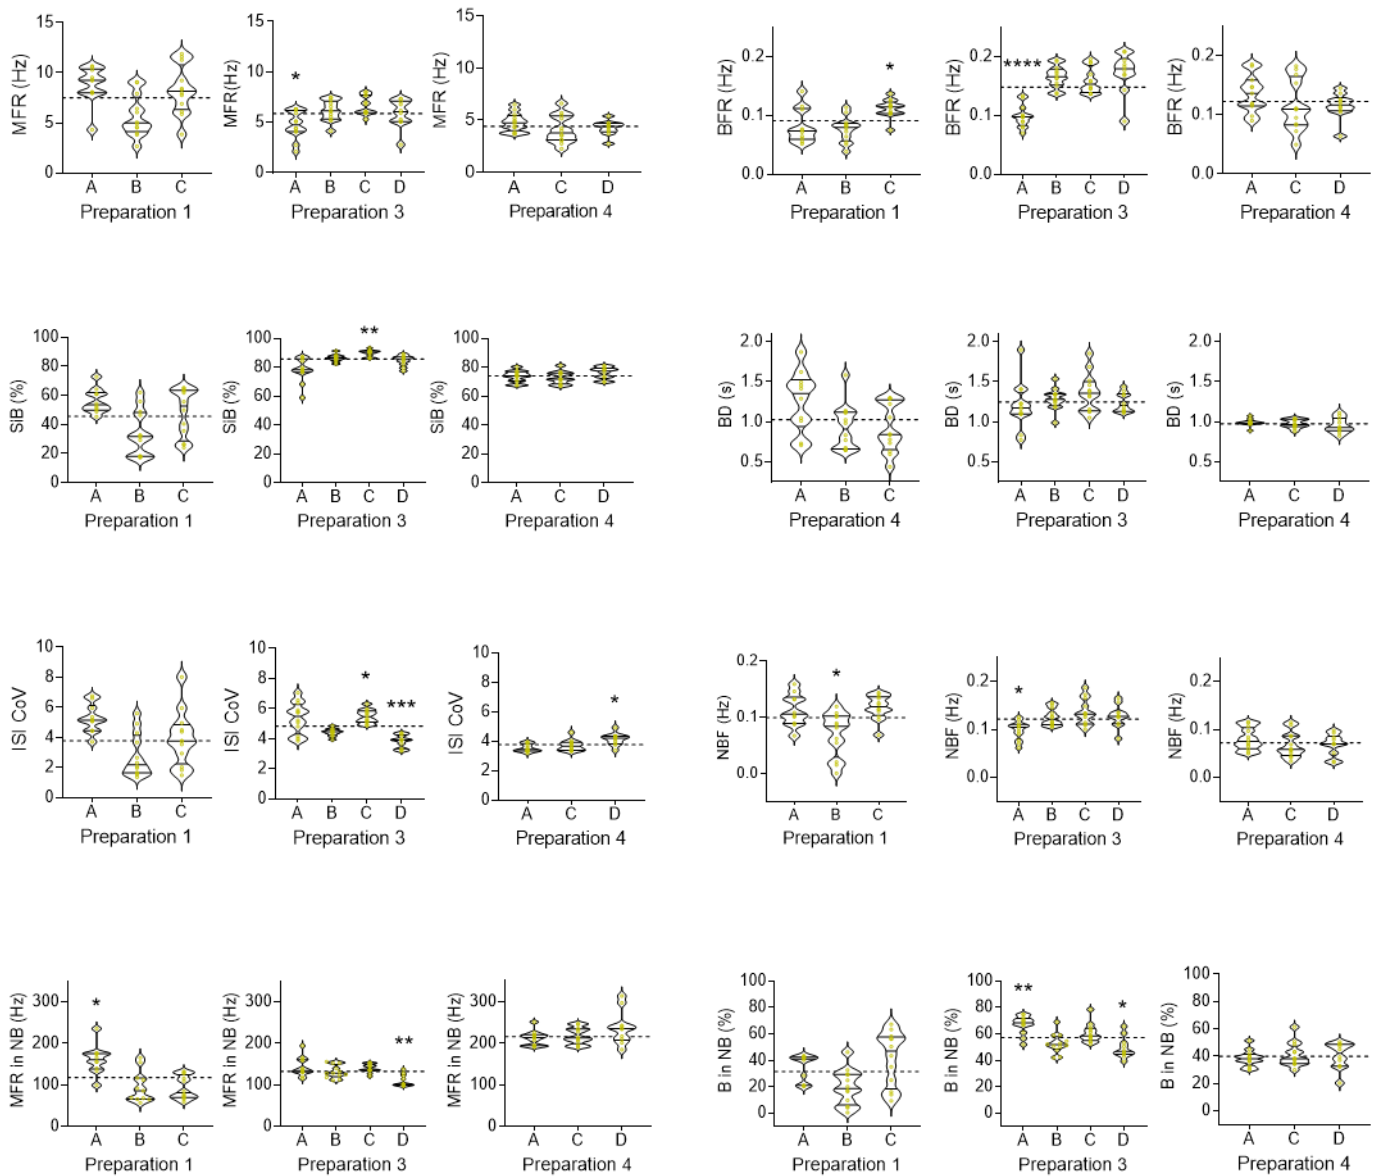 MFR (Hz)
15
10
5
0
A B C
Preparation 1
*
MFR(Hz)
15
10
5
0
A B C D
Preparation 3
MFR (Hz)
15
10
5
0
A C D
Preparation 4
*
BFR (Hz)
0.2
0.1
0.0
A B C
Preparation 1
****
BFR (Hz)
0.2
0.1
0.0
A B C D
Preparation 3
BFR (Hz)
0.2
0.1
0.0
A C D
Preparation 4
SiB (%)
100
80
60
40
20
0
A B C
Preparation 1
**
SiB (%)
100
80
60
40
20
0
A B C D
Preparation 3
SiB (%)
100
80
60
40
20
0
A C D
Preparation 4
BD (s)
2.0
1.5
1.0
0.5
A B C
Preparation 4
BD (s)
2.0
1.5
1.0
0.5
A B C D
Preparation 3
BD (s)
2.0
1.5
1.0
0.5
A C D
Preparation 4
ISI CoV
10
8
6
4
2
0
A B C
Preparation 1
* ***
ISI CoV
10
8
6
4
2
0
A B C D
Preparation 3
*
ISI CoV
10
8
6
4
2
0
A C D
Preparation 4
*
NBF (Hz)
0.2
0.1
0.0
A B C
Preparation 1
*
NBF (Hz)
0.2
0.1
0.0
A B C D
Preparation 3
NBF (Hz)
0.2
0.1
0.0
A C D
Preparation 4
*
MFR in NB (Hz)
300
200
100
0
A B C
Preparation 1
**
MFR in NB (Hz)
300
200
100
0
A B C D
Preparation 3
MFR in NB (Hz)
300
200
100
0
A C D
Preparation 4
B in NB (%)
100
80
60
40
20
0
A B C
Preparation 1
** *
B in NB (%)
100
80
60
40
20
0
A B C D
Preparation 3
B in NB (%)
100
80
60
40
20
0
A C D
Preparation 4